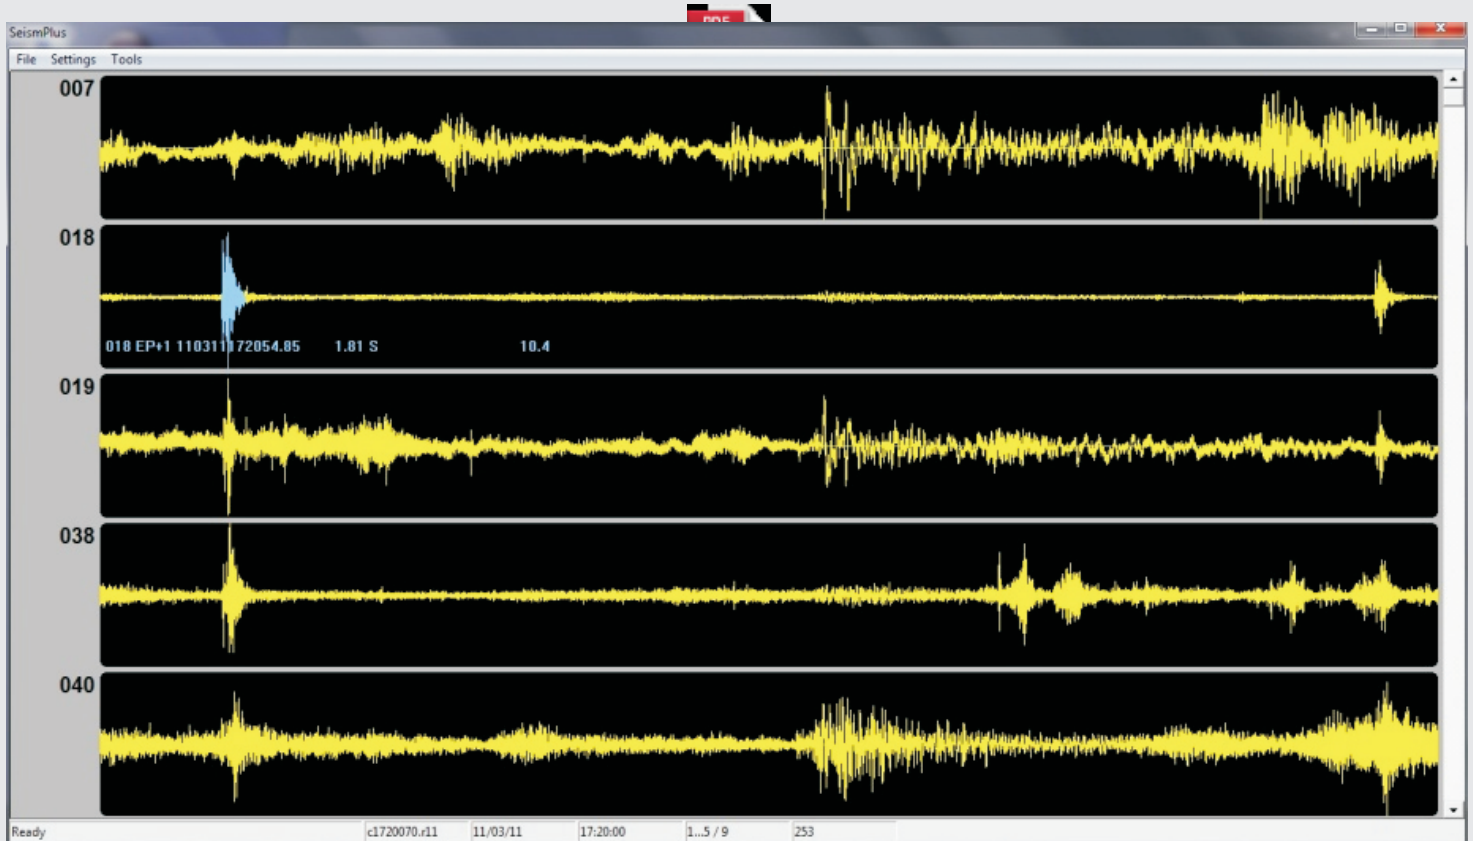 PDF
SeismPlus
File Settings Tools
007
018
018 EP+1 110311172054.85 1.81 S 10.4
019
038
040
Ready c1720070.r11 11/03/11 17:20:00 1...5 / 9 253